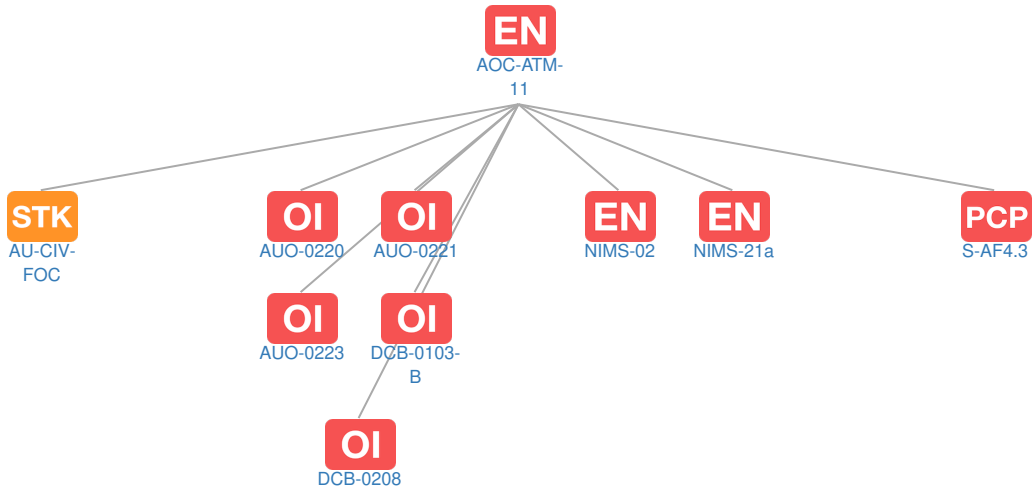 EN
AOC-ATM-
11
STK
AU-CIV-
FOC
OI
AUO-0220
OI
AUO-0221
EN
NIMS-02
EN
NIMS-21a
PCP
S-AF4.3
OI
AUO-0223
OI
DCB-0103-
B
OI
DCB-0208